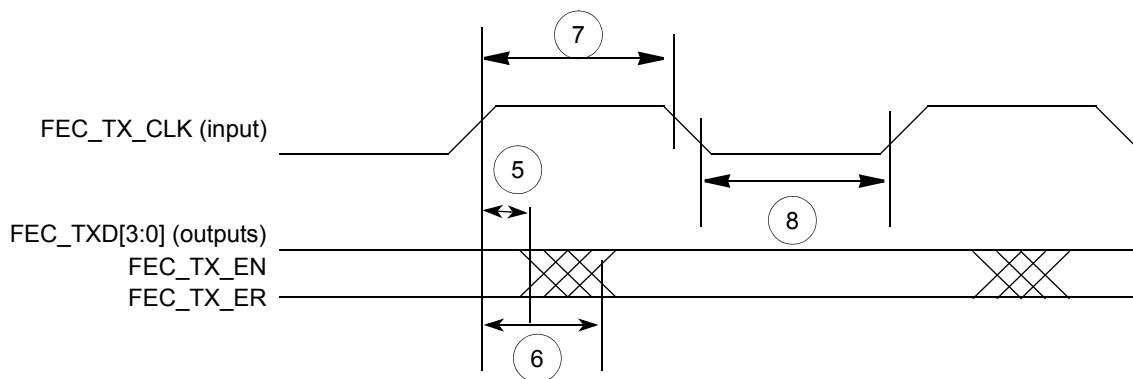 7
FEC_TX_CLK (input)
5
8
FEC_TXD[3:0] (outputs)
FEC_TX_EN
FEC_TX_ER
6